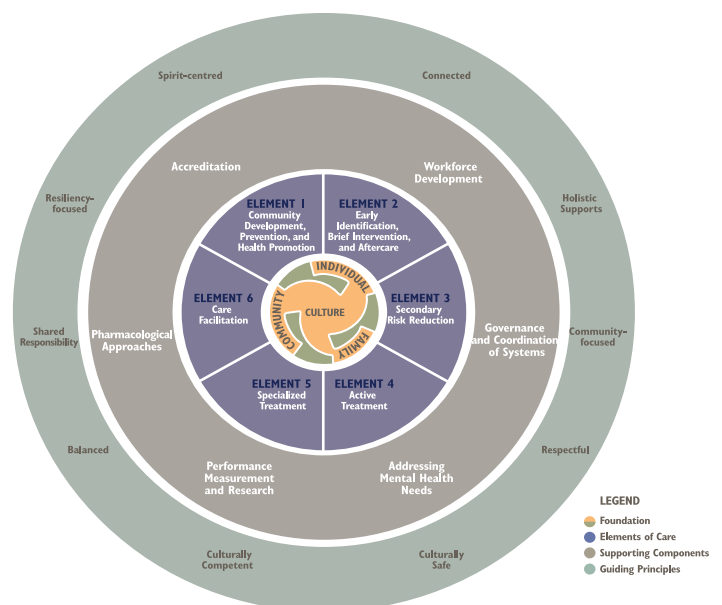 Spirit-centred
Connected
Accreditation
Workforce
Development
Resiliency-
focused
Holistic
Supports
ELEMENT 1
Community
Development,
Prevention, and
Health Promotion
ELEMENT 2
Early
Identification,
Brief Intervention,
and Aftercare
INDIVIDUAL
COMMUNITY
CULTURE
FAMILY
ELEMENT 6
Care
Facilitation
ELEMENT 3
Secondary
Risk Reduction
Shared
Responsibility
Pharmacological
Approaches
Governance
and Coordination
of Systems
Community-
focused
ELEMENT 5
Specialized
Treatment
ELEMENT 4
Active
Treatment
Balanced
Respectful
Performance
Measurement
and Research
Addressing
Mental Health
Needs
Culturally
Competent
Culturally
Safe
LEGEND
Foundation
Elements of Care
Supporting Components
Guiding Principles